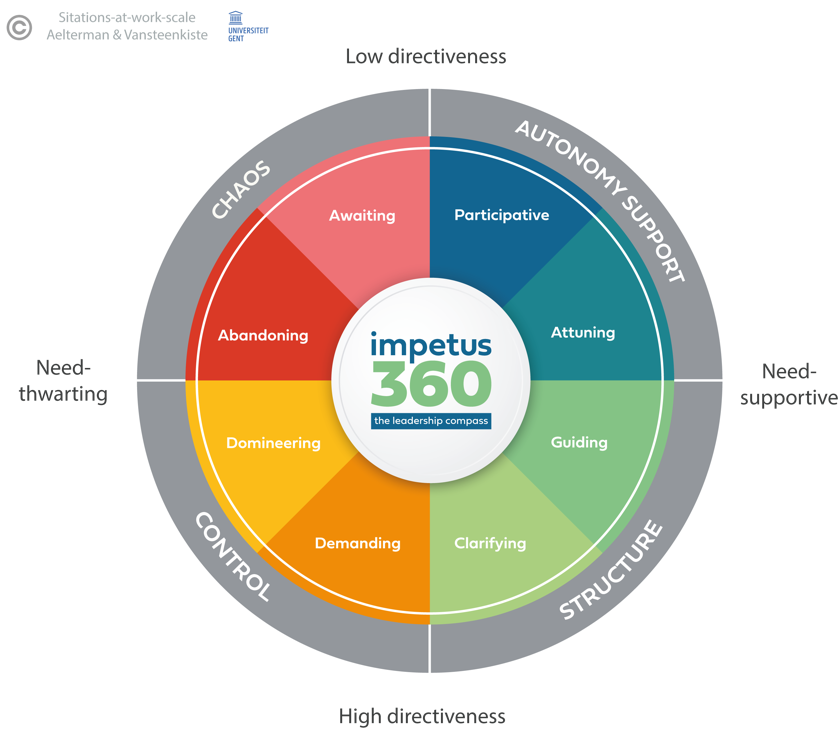 ©
Sitations-at-work-scale
Aelterman & Vansteenkiste
UNIVERSITEIT
GENT
Low directiveness
CHAOS
AUTONOMY SUPPORT
Awaiting
Participative
Abandoning
Attuning
impetus
360
the leadership compass
Need-
thwarting
Need-
supportive
Domineering
Guiding
Demanding
Clarifying
CONTROL
STRUCTURE
High directiveness